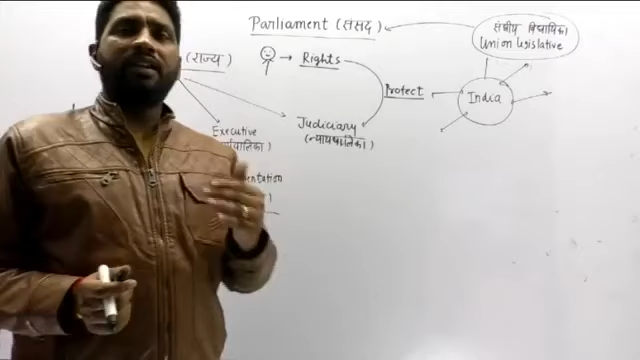 Parliament (संसद)
संघीय विधायिका
Union Legislative
(राज्य)
Rights
Protect
India
Executive
Judiciary
(न्यायपालिका)